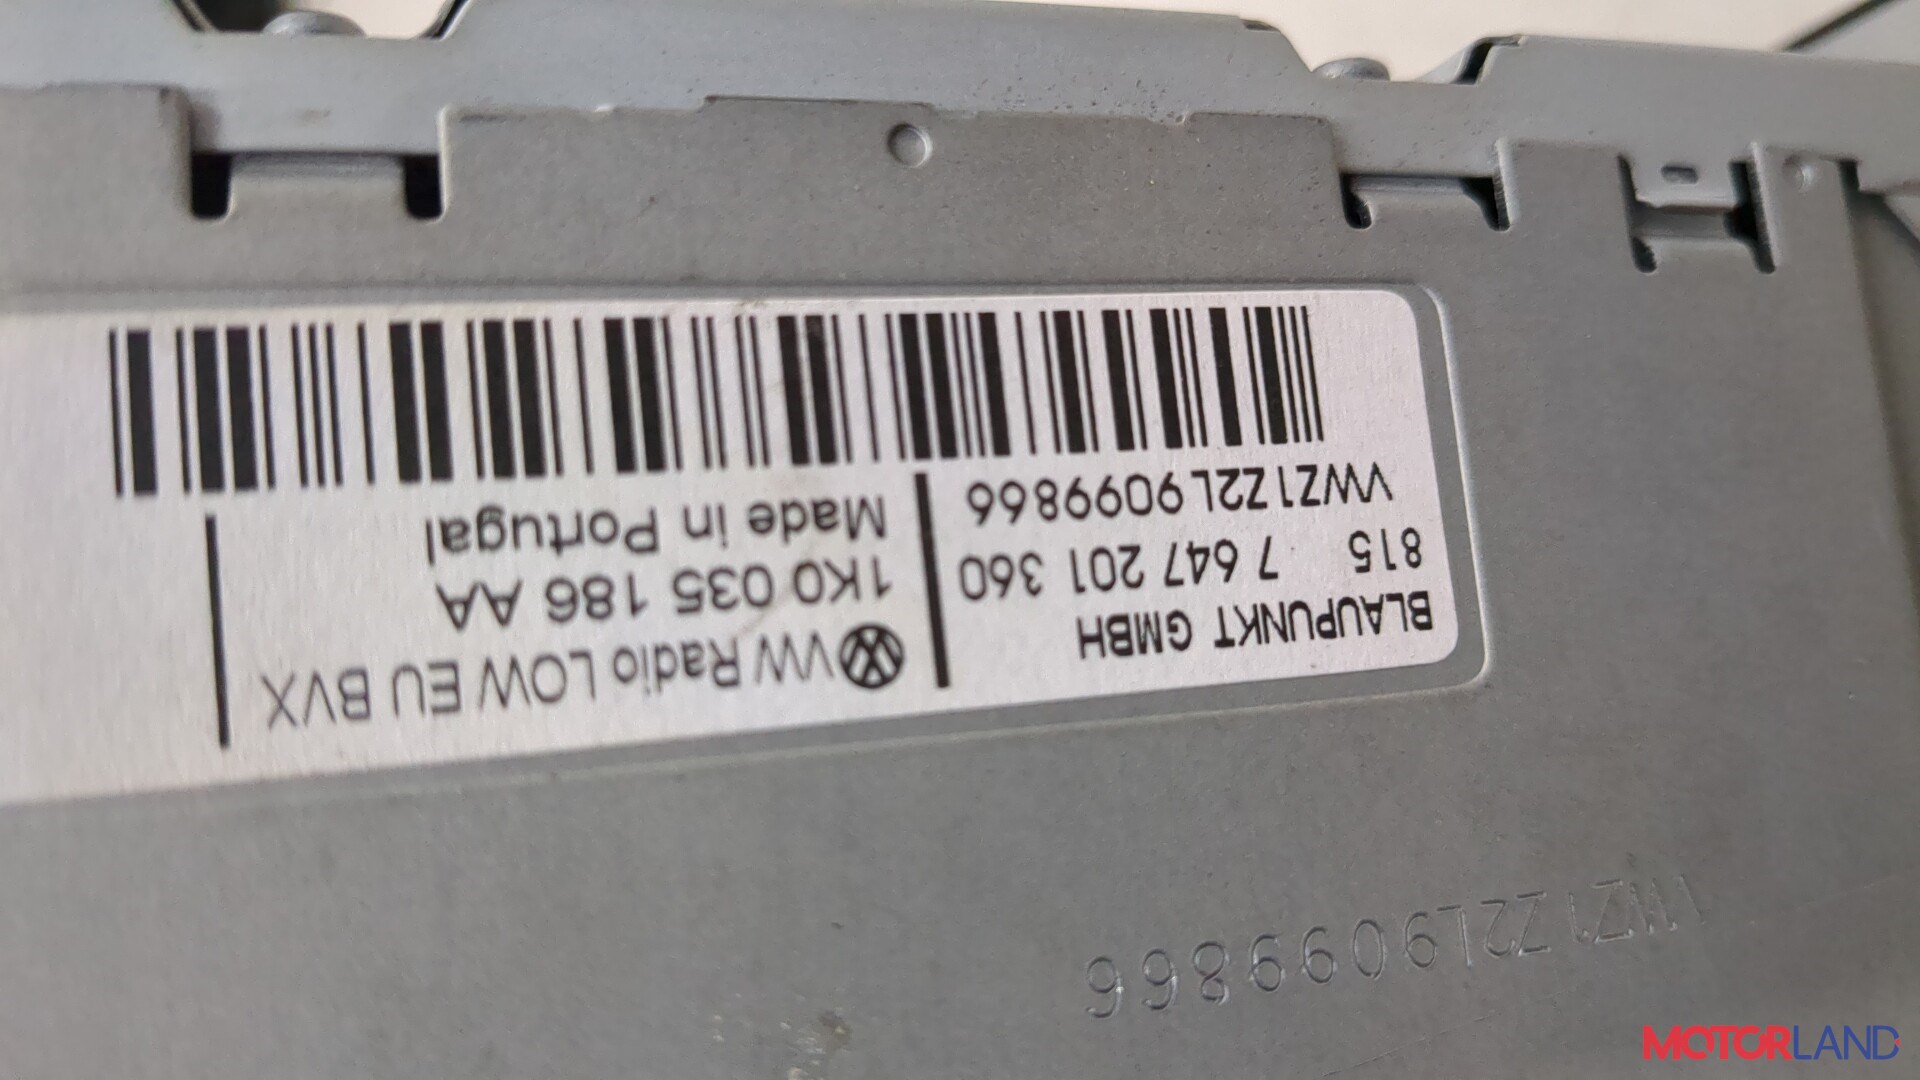 BLAUPUNKT GMBH
815 7 647 201 360
VWZ1Z2L9099866
VW Radio LOW EU BVX
1K0 035 186 AA
Made in Portugal
VWZ1Z2L9099866
MOTORLAND